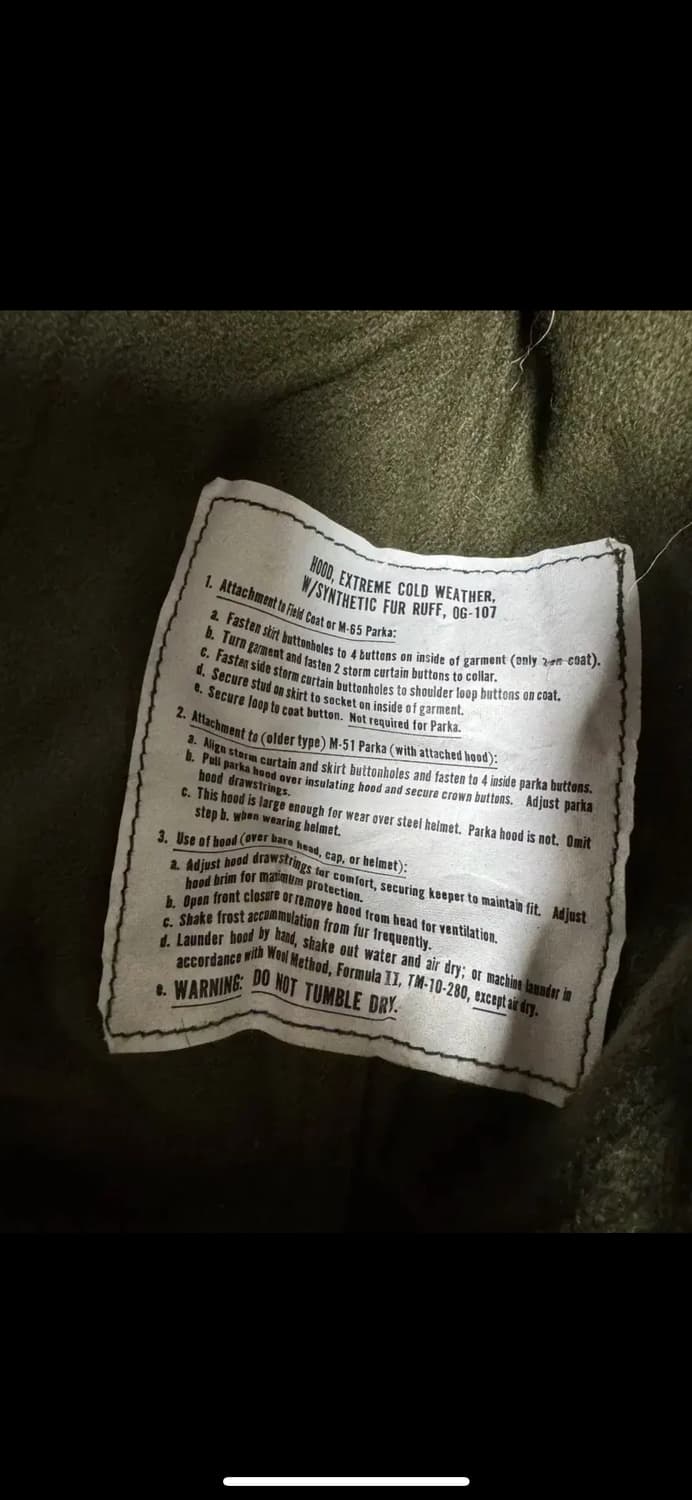 HOOD, EXTREME COLD WEATHER,
W/SYNTHETIC FUR RUFF, OG-107
1. Attachment to Field Coat or M-65 Parka:
a. Fasten skirt buttonholes to 4 buttons on inside of garment (only on coat).
b. Turn garment and fasten 2 storm curtain buttons to collar.
c. Fasten side storm curtain buttonholes to shoulder loop buttons on coat.
d. Secure stud on skirt to socket on inside of garment.
e. Secure loop to coat button. Not required for Parka.
2. Attachment to (older type) M-51 Parka (with attached hood):
a. Align storm curtain and skirt buttonholes and fasten to 4 inside parka buttons.
b. Pull parka hood over insulating hood and secure crown buttons. Adjust parka
hood drawstrings.
c. This hood is large enough for wear over steel helmet. Parka hood is not. Omit
step b. when wearing helmet.
3. Use of hood (over bare head, cap, or helmet):
a. Adjust hood drawstrings for comfort, securing keeper to maintain fit. Adjust
hood brim for maximum protection.
b. Open front closure or remove hood from head for ventilation.
c. Shake frost accummulation from fur frequently.
d. Launder hood by hand, shake out water and air dry; or machine launder in
accordance with Wool Method, Formula II, TM-10-280, except air dry.
e. WARNING: DO NOT TUMBLE DRY.